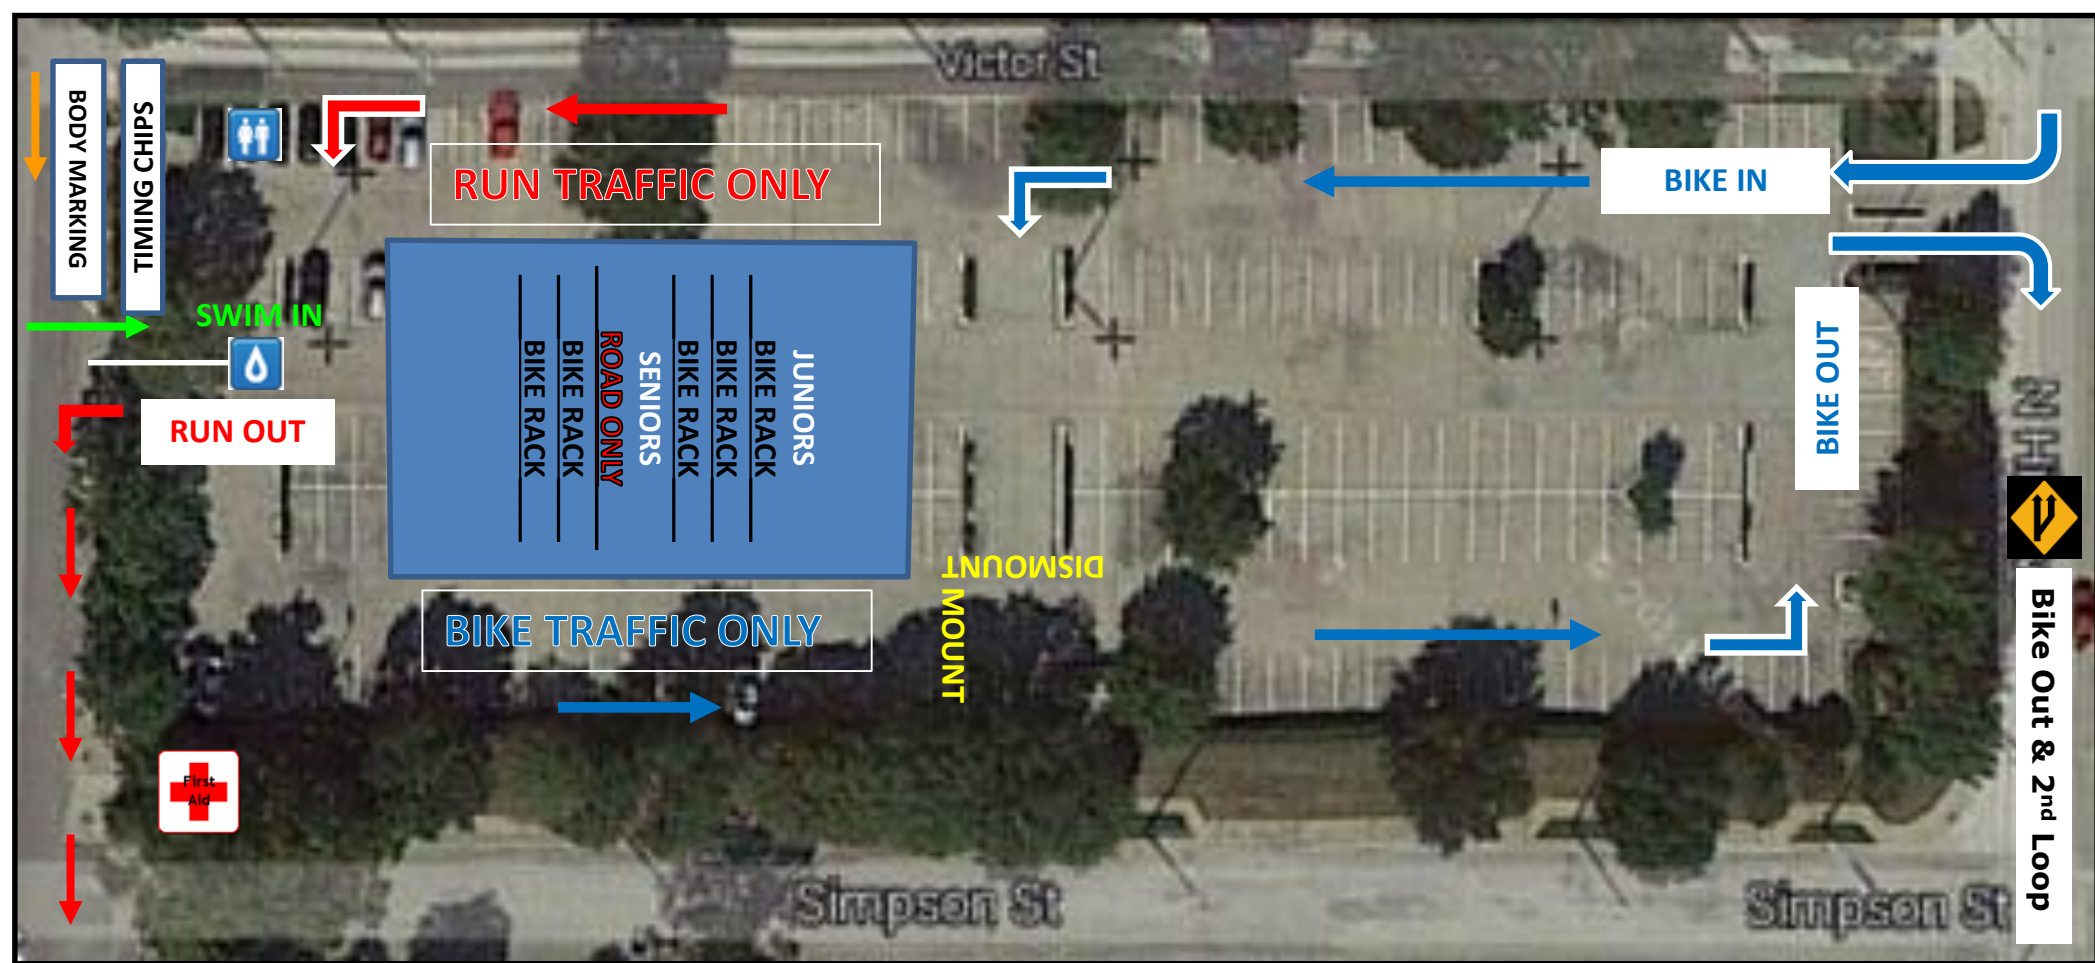 Victor St
BODY MARKING
TIMING CHIPS
RUN TRAFFIC ONLY
BIKE IN
SWIM IN
BIKE OUT
RUN OUT
BIKE RACK
BIKE RACK
ROAD ONLY
SENIORS
BIKE RACK
BIKE RACK
BIKE RACK
JUNIORS
N H
DISMOUNT
MOUNT
BIKE TRAFFIC ONLY
Bike Out & 2nd Loop
First
Aid
Simpson St
Simpson St